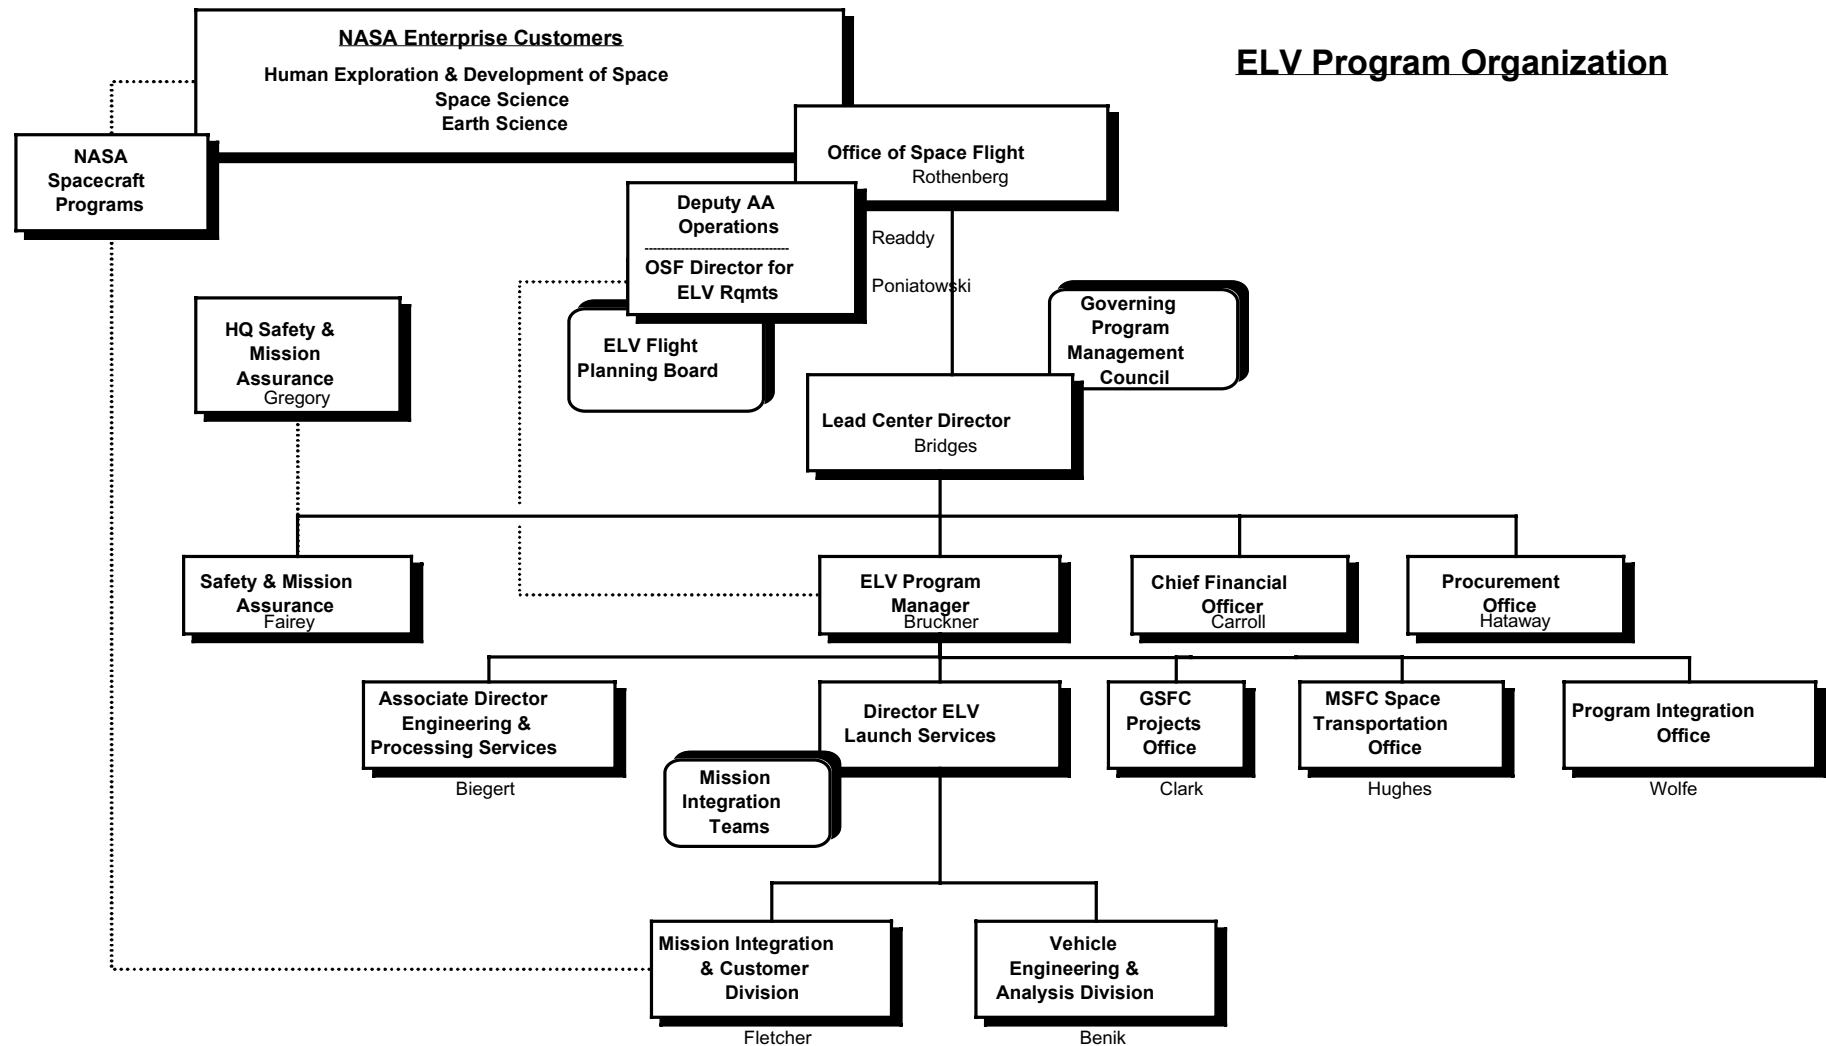 NASA Enterprise Customers
Human Exploration & Development of Space
Space Science
Earth Science
ELV Program Organization
NASA
Spacecraft
Programs
Office of Space Flight
Rothenberg
Deputy AA
Operations
------------------------------------
OSF Director for
ELV Rqmts
Readdy
Poniatowski
HQ Safety &
Mission
Assurance
Gregory
ELV Flight
Planning Board
Governing
Program
Management
Council
Lead Center Director
Bridges
Safety & Mission
Assurance
Fairey
ELV Program
Manager
Bruckner
Chief Financial
Officer
Carroll
Procurement
Office
Hataway
Associate Director
Engineering &
Processing Services
Biegert
Director ELV
Launch Services
Mission
Integration
Teams
GSFC
Projects
Office
Clark
MSFC Space
Transportation
Office
Hughes
Program Integration
Office
Wolfe
Mission Integration
& Customer
Division
Fletcher
Vehicle
Engineering &
Analysis Division
Benik